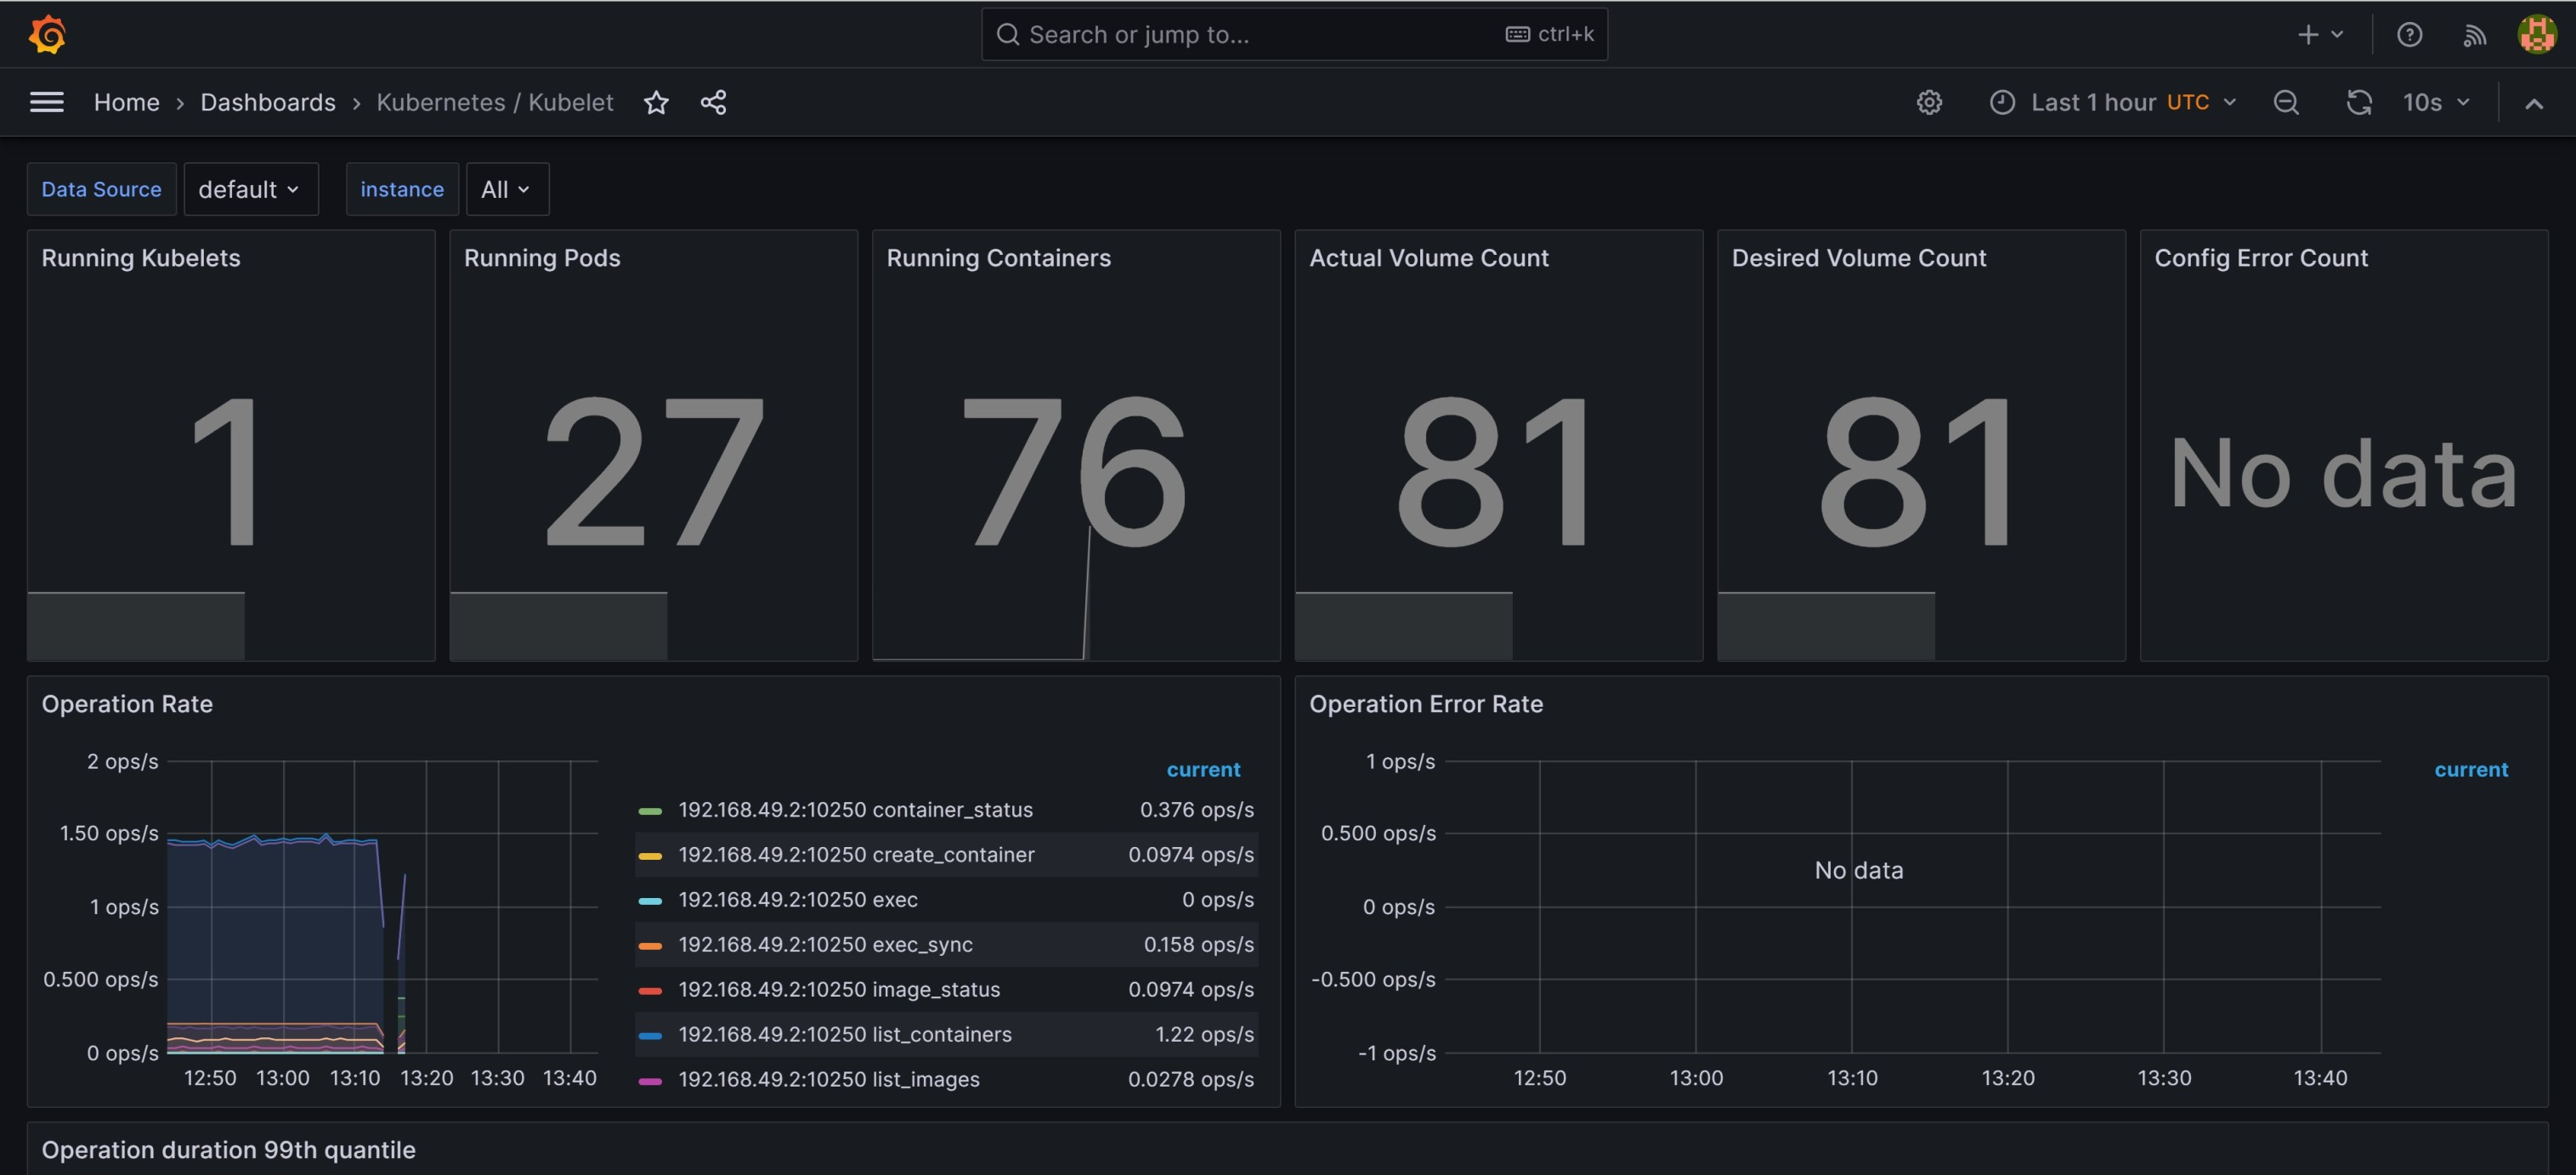 Search or jump to...
ctrl+k
Home › Dashboards › Kubernetes / Kubelet
Last 1 hour UTC
10s
Data Source
default
instance
All
Running Kubelets
1
Running Pods
27
Running Containers
76
Actual Volume Count
81
Desired Volume Count
81
Config Error Count
No data
Operation Rate
2 ops/s
1.50 ops/s
1 ops/s
0.500 ops/s
0 ops/s
12:50 13:00 13:10 13:20 13:30 13:40
current
192.168.49.2:10250 container_status 0.376 ops/s
192.168.49.2:10250 create_container 0.0974 ops/s
192.168.49.2:10250 exec 0 ops/s
192.168.49.2:10250 exec_sync 0.158 ops/s
192.168.49.2:10250 image_status 0.0974 ops/s
192.168.49.2:10250 list_containers 1.22 ops/s
192.168.49.2:10250 list_images 0.0278 ops/s
Operation Error Rate
1 ops/s
0.500 ops/s
0 ops/s
-0.500 ops/s
-1 ops/s
No data
12:50 13:00 13:10 13:20 13:30 13:40
current
Operation duration 99th quantile